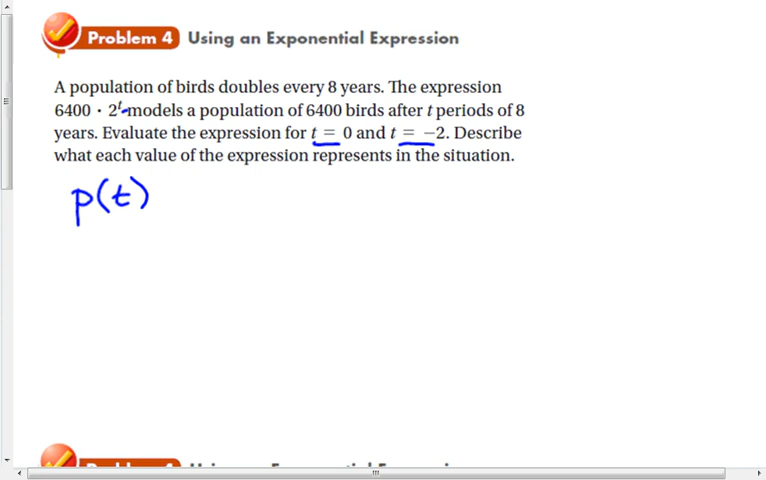 Problem 4 Using an Exponential Expression
A population of birds doubles every 8 years. The expression
6400 · 2^t models a population of 6400 birds after t periods of 8
years. Evaluate the expression for t = 0 and t = −2. Describe
what each value of the expression represents in the situation.
p(t)